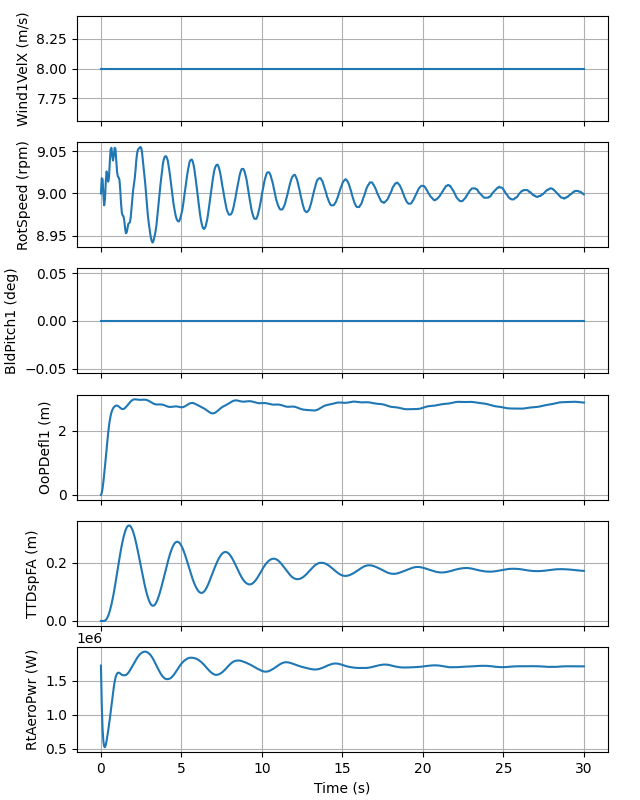 Wind1VelX (m/s)
8.25
8.00
7.75
RotSpeed (rpm)
9.05
9.00
8.95
BldPitch1 (deg)
0.05
0.00
−0.05
OoPDefl1 (m)
2
0
TTDspFA (m)
0.2
0.0
1e6
RtAeroPwr (W)
1.5
1.0
0.5
0 5 10 15 20 25 30
Time (s)